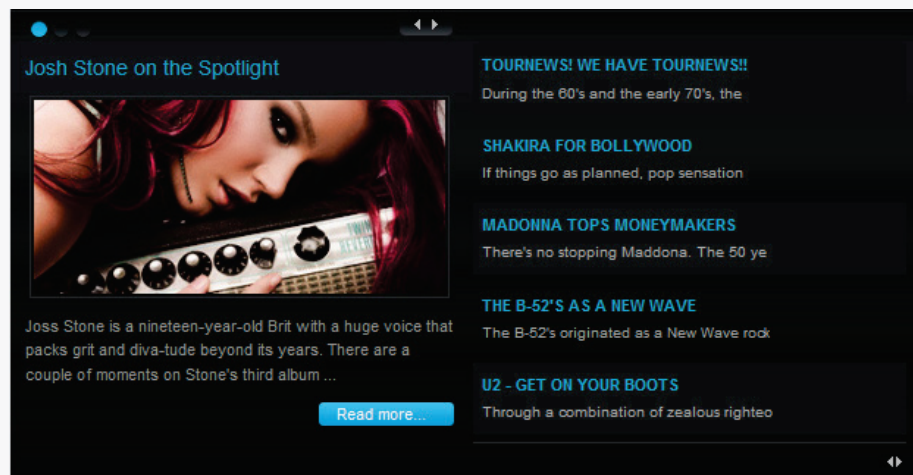 Josh Stone on the Spotlight
Joss Stone is a nineteen-year-old Brit with a huge voice that
packs grit and diva-tude beyond its years. There are a
couple of moments on Stone's third album ...
Read more...
TOURNEWS! WE HAVE TOURNEWS!!
During the 60's and the early 70's, the
SHAKIRA FOR BOLLYWOOD
If things go as planned, pop sensation
MADONNA TOPS MONEYMAKERS
There's no stopping Maddona. The 50 ye
THE B-52'S AS A NEW WAVE
The B-52's originated as a New Wave rock
U2 - GET ON YOUR BOOTS
Through a combination of zealous righteo